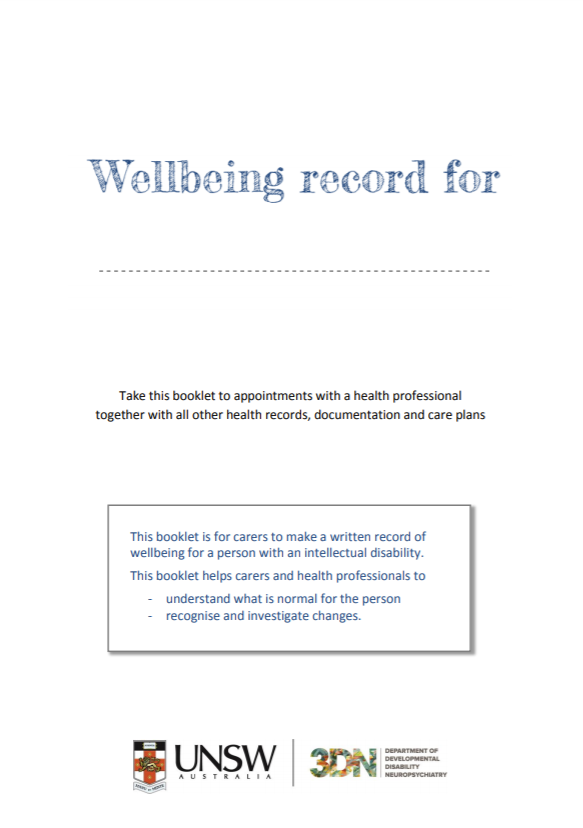 Wellbeing record for
Take this booklet to appointments with a health professional
together with all other health records, documentation and care plans
This booklet is for carers to make a written record of
wellbeing for a person with an intellectual disability.
This booklet helps carers and health professionals to
- understand what is normal for the person
- recognise and investigate changes.
UNSW
AUSTRALIA
3DN
DEPARTMENT OF
DEVELOPMENTAL
DISABILITY
NEUROPSYCHIATRY